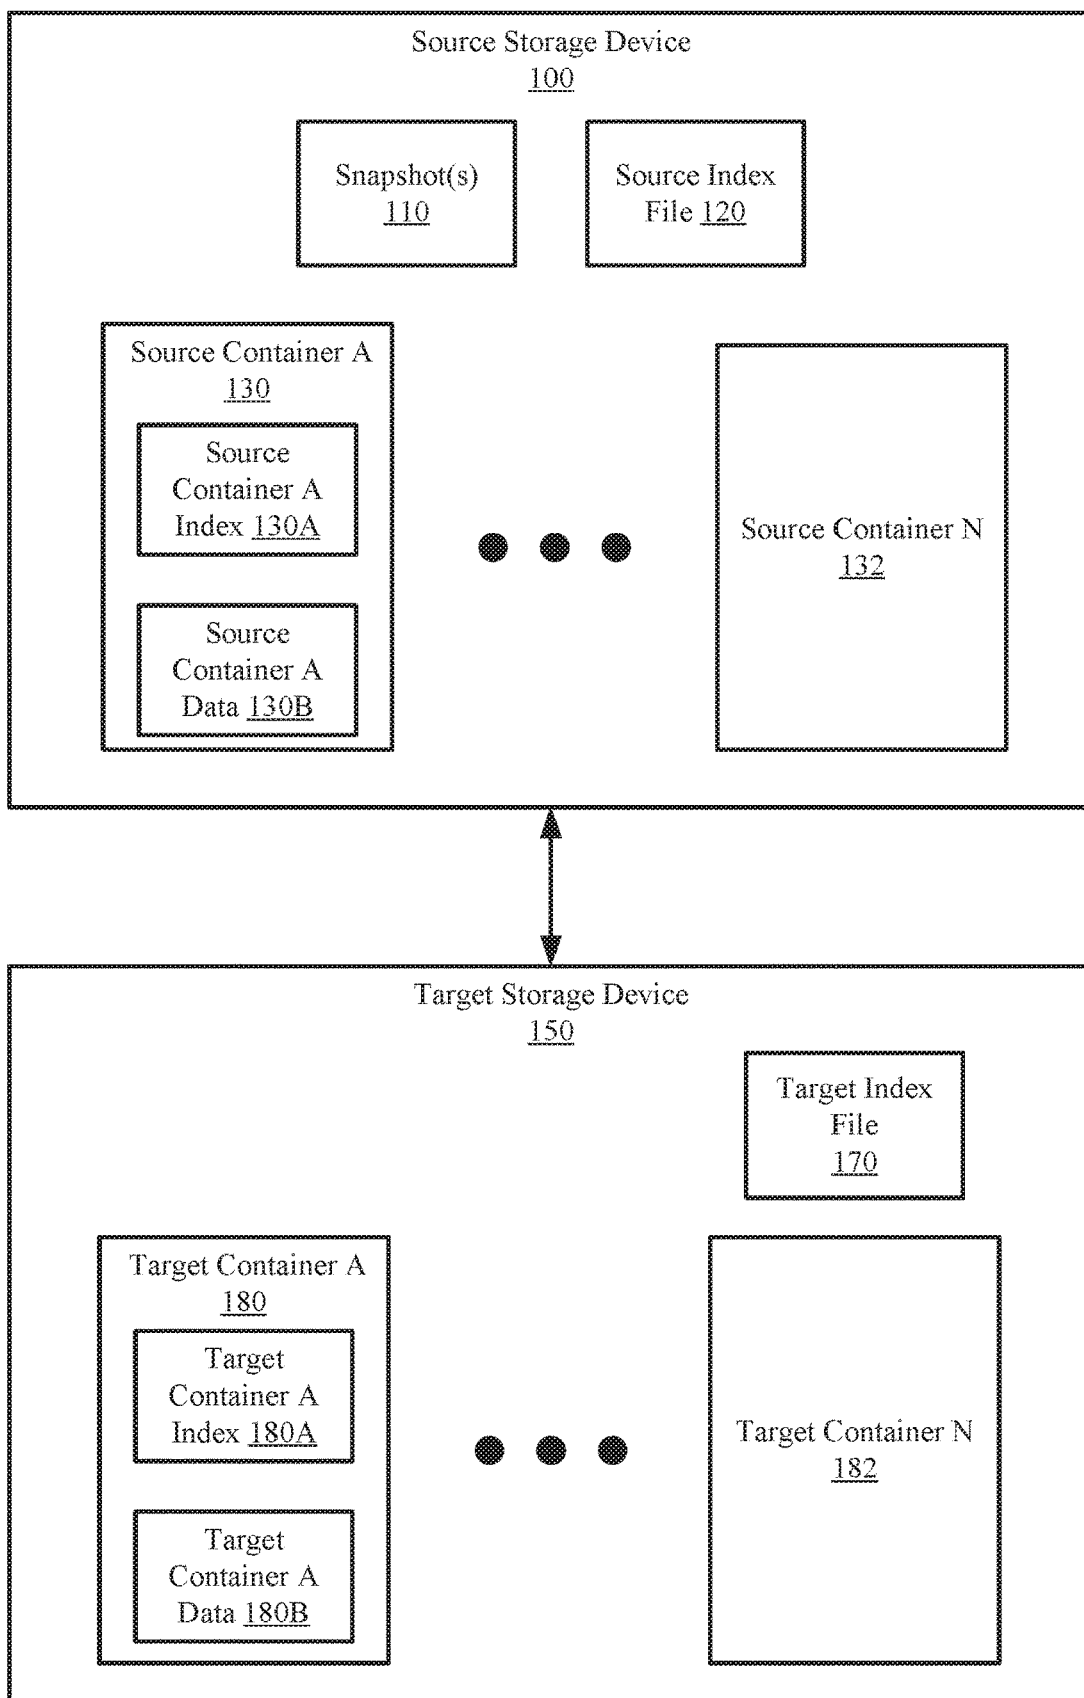 Source Storage Device
100
Snapshot(s)
110
Source Index
File 120
Source Container A
130
Source
Container A
Index 130A
Source
Container A
Data 130B
Source Container N
132
Target Storage Device
150
Target Index
File
170
Target Container A
180
Target
Container A
Index 180A
Target
Container A
Data 180B
Target Container N
182